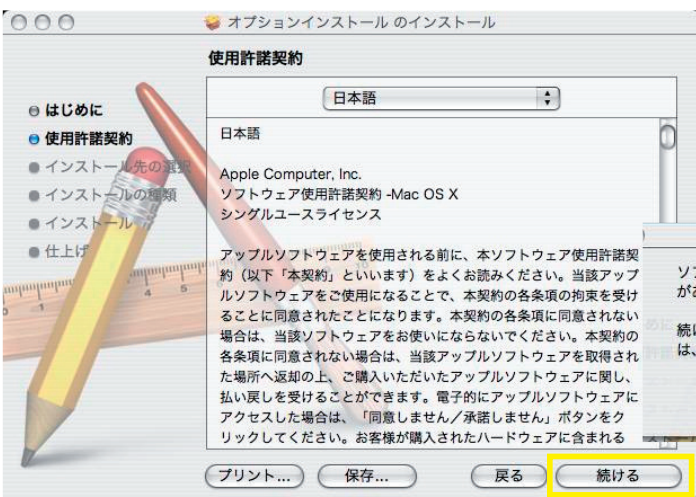 オプションインストール のインストール
使用許諾契約
はじめに
使用許諾契約
インストール先の選択
インストールの種類
インストール
仕上げ
日本語
日本語
Apple Computer, Inc.
ソフトウェア使用許諾契約 -Mac OS X
シングルユースライセンス
アップルソフトウェアを使用される前に、本ソフトウェア使用許諾契
約（以下「本契約」といいます）をよくお読みください。当該アップ
ルソフトウェアをご使用になることで、本契約の各条項の拘束を受け
ることに同意されたことになります。本契約の各条項に同意されない
場合は、当該ソフトウェアをお使いにならないでください。本契約の
各条項に同意されない場合は、当該アップルソフトウェアを取得され
た場所へ返却の上、ご購入いただいたアップルソフトウェアに関し、
払い戻しを受けることができます。電子的にアップルソフトウェアに
アクセスした場合は、「同意しません／承諾しません」ボタンをク
リックしてください。お客様が購入されたハードウェアに含まれる
ソフ
があ
続け
は、
4 5
プリント...
保存...
戻る
続ける